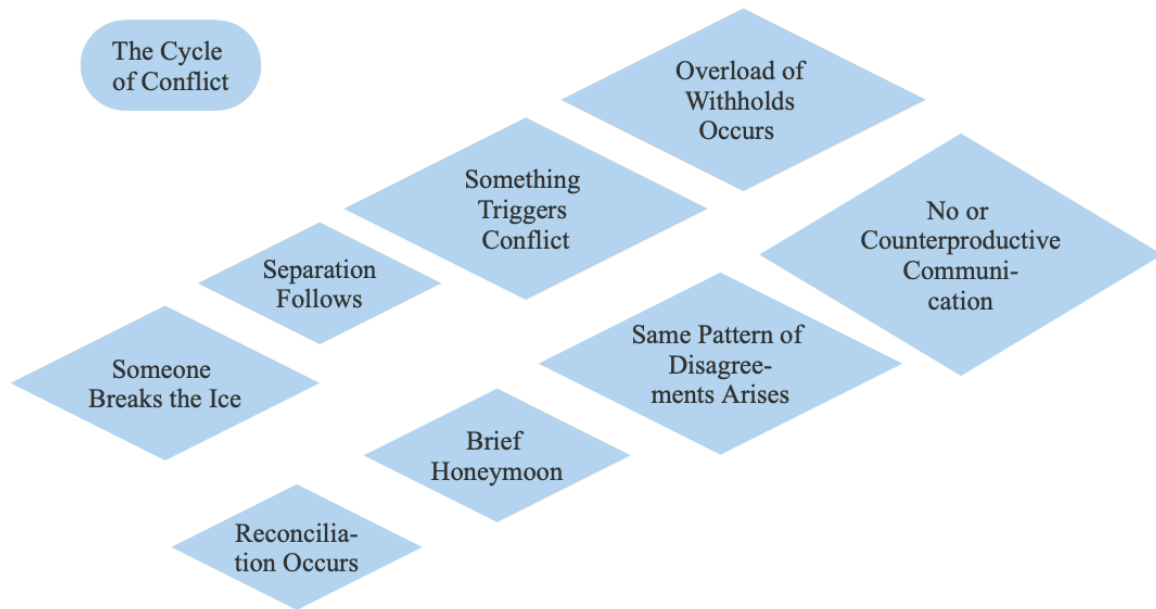 The Cycle
of Conflict
Overload of
Withholds
Occurs
Something
Triggers
Conflict
No or
Counterproductive
Communi-
cation
Separation
Follows
Same Pattern of
Disagree-
ments Arises
Someone
Breaks the Ice
Brief
Honeymoon
Reconcilia-
tion Occurs